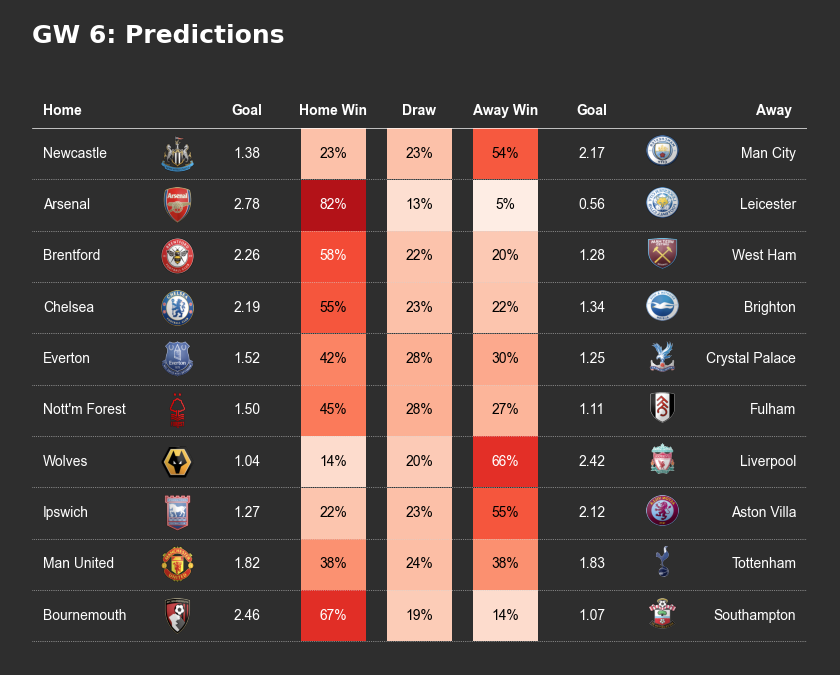 GW 6: Predictions
Home Goal Home Win Draw Away Win Goal Away
Newcastle 1.38 23% 23% 54% 2.17 Man City
Arsenal 2.78 82% 13% 5% 0.56 Leicester
Brentford 2.26 58% 22% 20% 1.28 West Ham
Chelsea 2.19 55% 23% 22% 1.34 Brighton
Everton 1.52 42% 28% 30% 1.25 Crystal Palace
Nott'm Forest 1.50 45% 28% 27% 1.11 Fulham
Wolves 1.04 14% 20% 66% 2.42 Liverpool
Ipswich 1.27 22% 23% 55% 2.12 Aston Villa
Man United 1.82 38% 24% 38% 1.83 Tottenham
Bournemouth 2.46 67% 19% 14% 1.07 Southampton